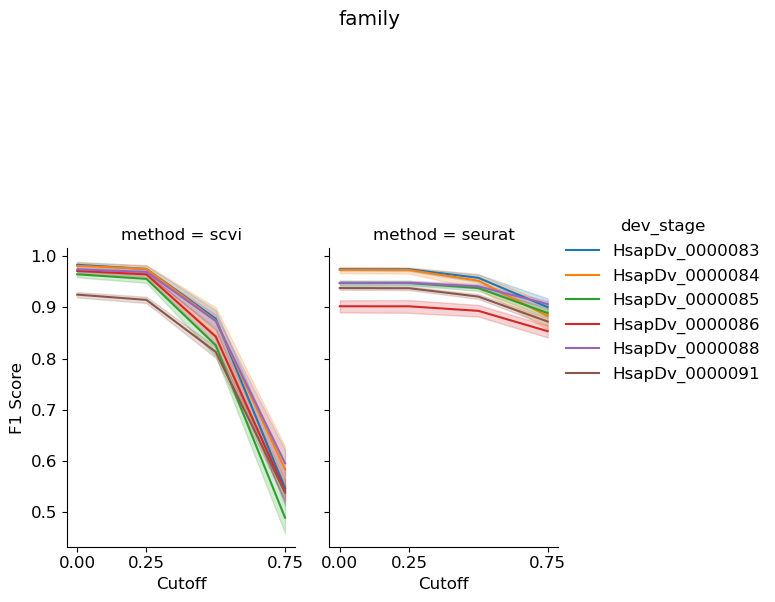 family
method = scvi
method = seurat
dev_stage
HsapDv_0000083
HsapDv_0000084
HsapDv_0000085
HsapDv_0000086
HsapDv_0000088
HsapDv_0000091
F1 Score
1.0
0.9
0.8
0.7
0.6
0.5
0.00 0.25 0.75
0.00 0.25 0.75
Cutoff
Cutoff